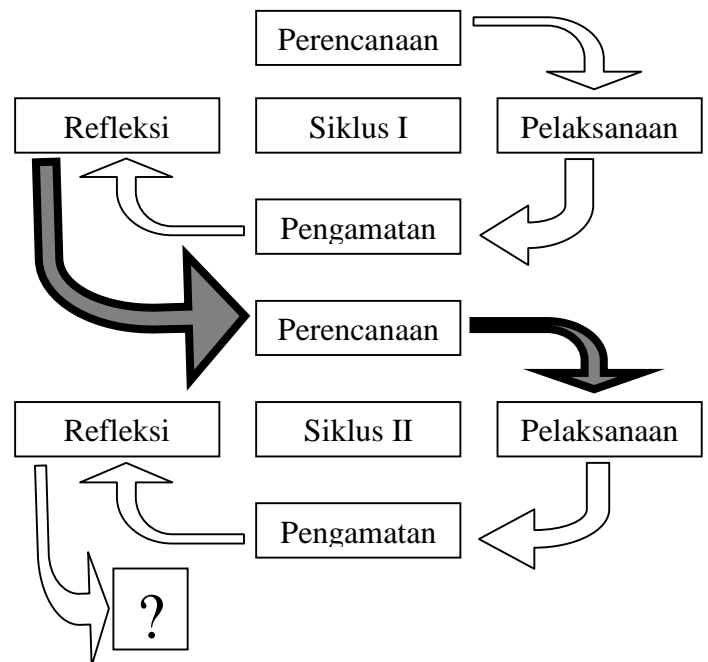 Perencanaan
Refleksi
Siklus I
Pelaksanaan
Pengamatan
Perencanaan
Refleksi
Siklus II
Pelaksanaan
Pengamatan
?